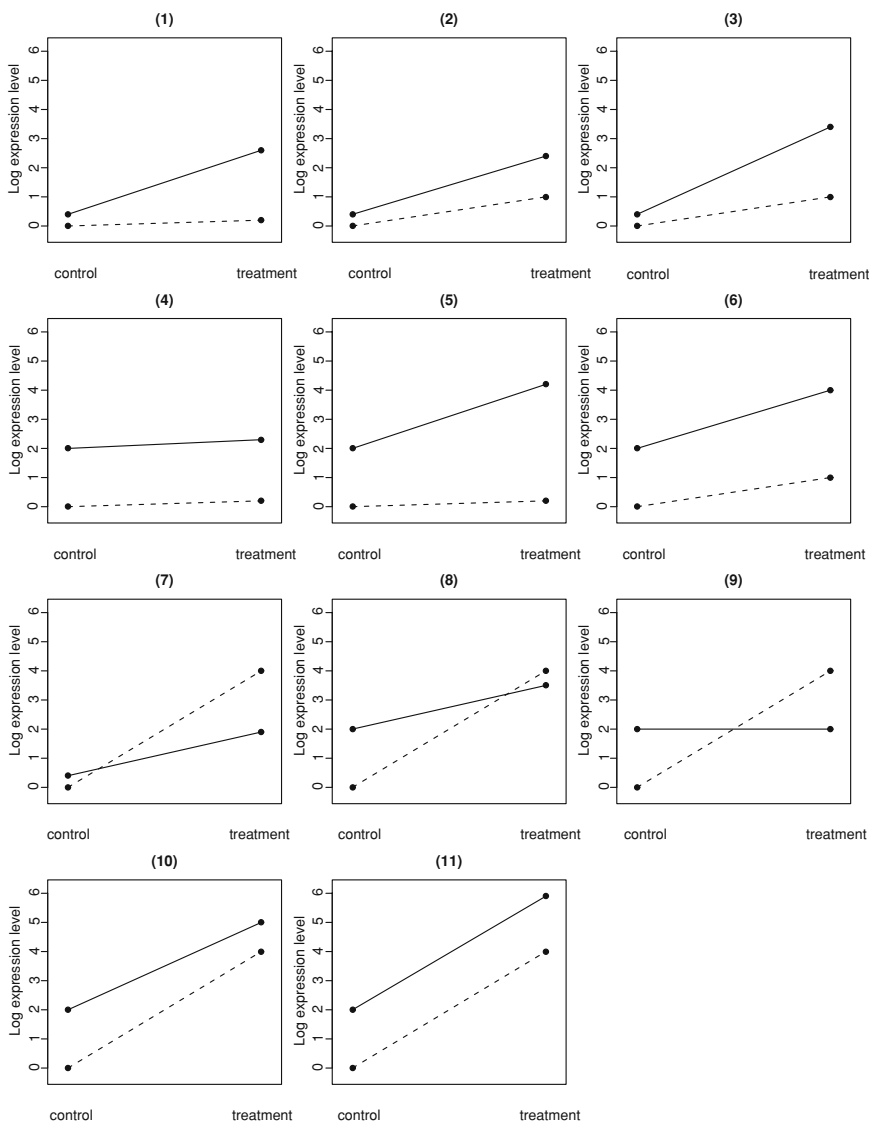 (1) (2) (3)
Log expression level
0 1 2 3 4 5 6
Log expression level
0 1 2 3 4 5 6
Log expression level
0 1 2 3 4 5 6
control treatment control treatment control treatment
(4) (5) (6)
Log expression level
0 1 2 3 4 5 6
Log expression level
0 1 2 3 4 5 6
Log expression level
0 1 2 3 4 5 6
control treatment control treatment control treatment
(7) (8) (9)
Log expression level
0 1 2 3 4 5 6
Log expression level
0 1 2 3 4 5 6
Log expression level
0 1 2 3 4 5 6
control treatment control treatment control treatment
(10) (11)
Log expression level
0 1 2 3 4 5 6
Log expression level
0 1 2 3 4 5 6
control treatment control treatment